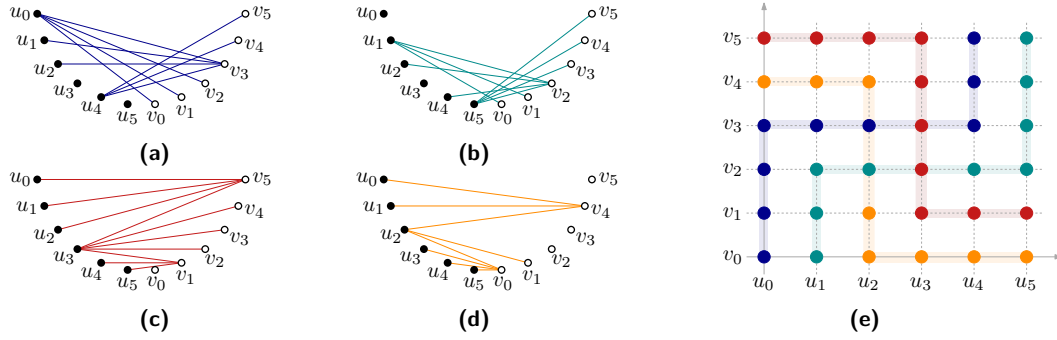 u0 v5
u1 v4
u2 v3
u3 v2
u4 v1
u5 v0
(a)
u0 v5
u1 v4
u2 v3
u3 v2
u4 v1
u5 v0
(b)
u0 v5
u1 v4
u2 v3
u3 v2
u4 v1
u5 v0
(c)
u0 v5
u1 v4
u2 v3
u3 v2
u4 v1
u5 v0
(d)
v5
v4
v3
v2
v1
v0
u0 u1 u2 u3 u4 u5
(e)